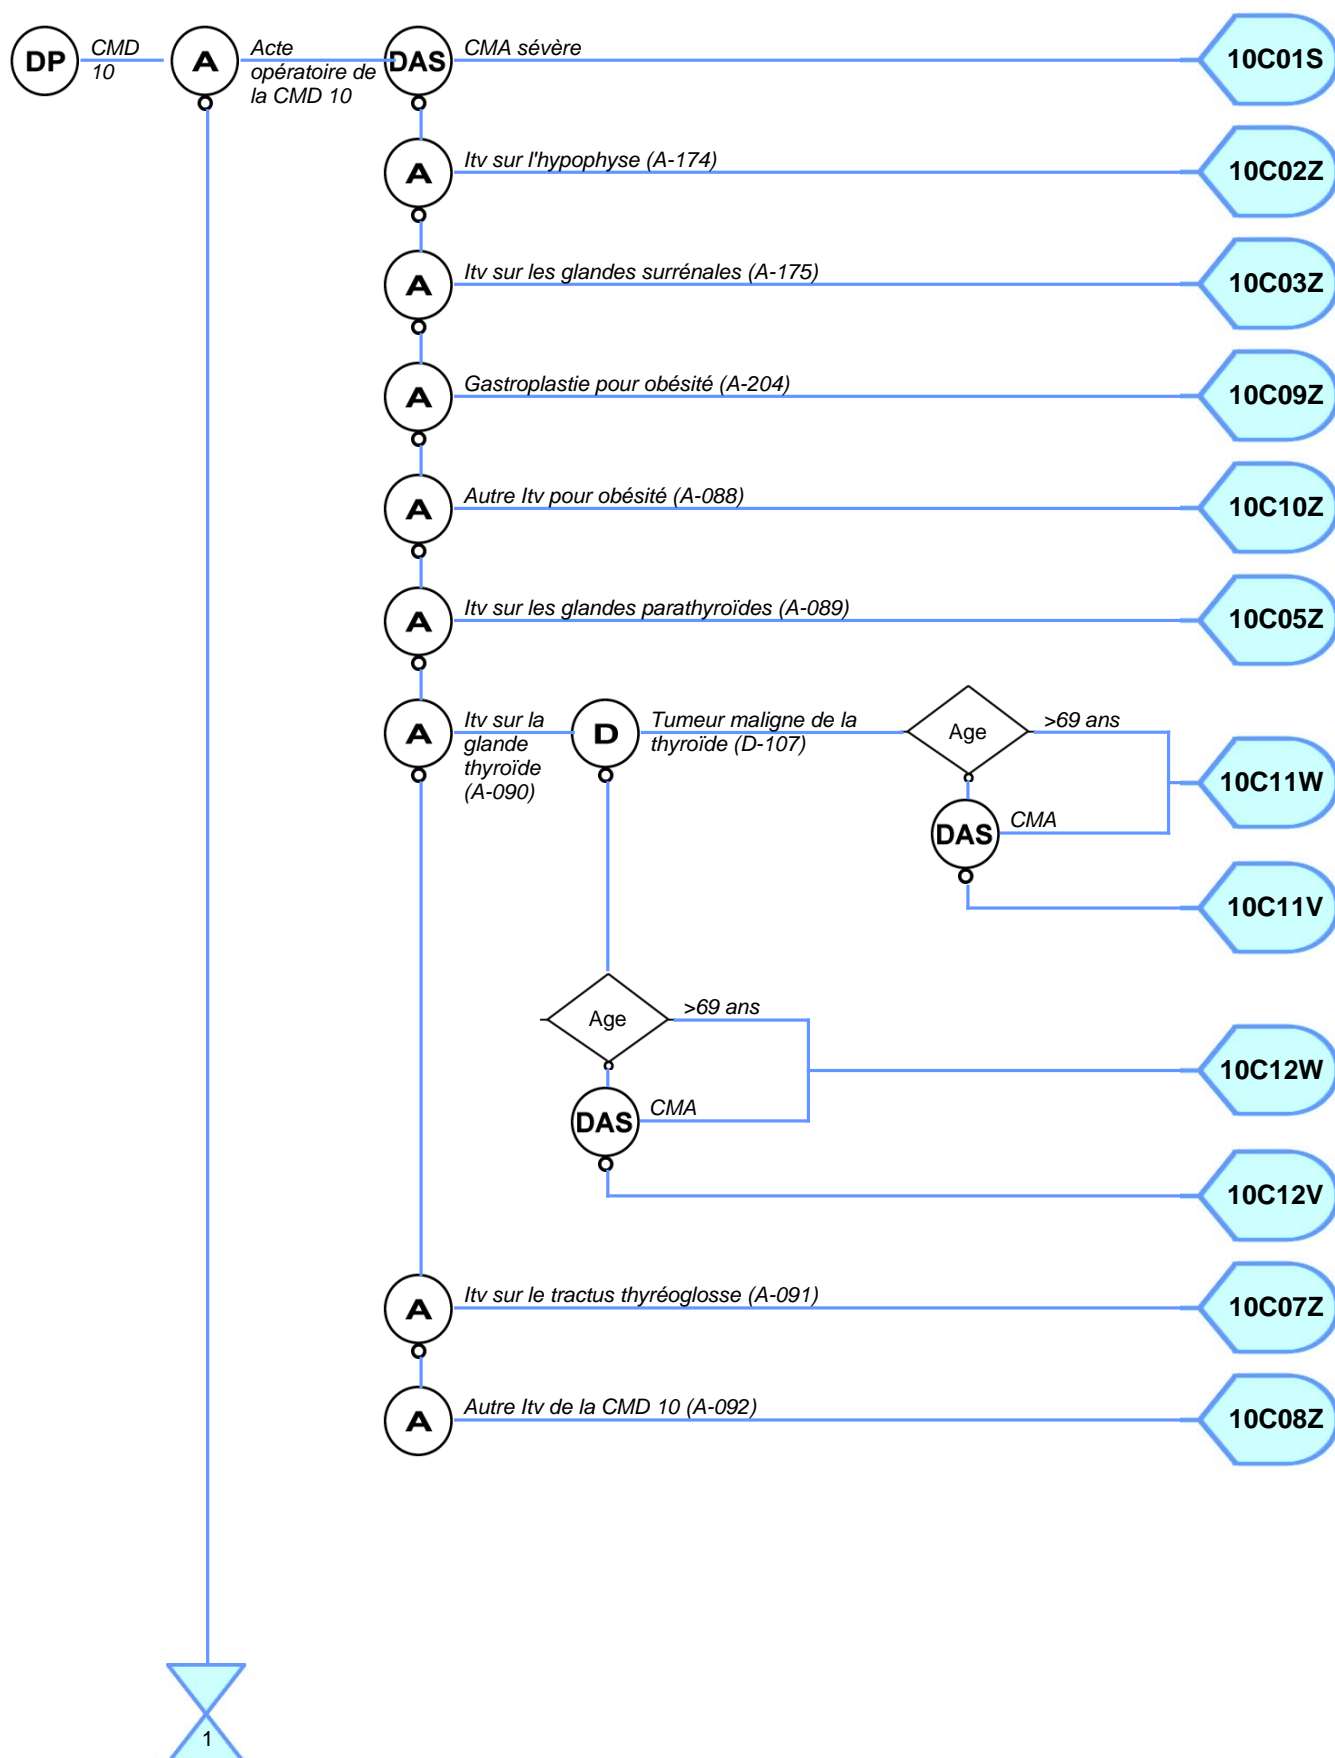 DP
CMD
10
A
Acte
opératoire de
la CMD 10
DAS
CMA sévère
10C01S
A
Itv sur l'hypophyse (A-174)
10C02Z
A
Itv sur les glandes surrénales (A-175)
10C03Z
A
Gastroplastie pour obésité (A-204)
10C09Z
A
Autre Itv pour obésité (A-088)
10C10Z
A
Itv sur les glandes parathyroïdes (A-089)
10C05Z
A
Itv sur la
glande
thyroïde
(A-090)
D
Tumeur maligne de la
thyroïde (D-107)
Age
>69 ans
10C11W
DAS
CMA
10C11V
Age
>69 ans
10C12W
DAS
CMA
10C12V
A
Itv sur le tractus thyréoglosse (A-091)
10C07Z
A
Autre Itv de la CMD 10 (A-092)
10C08Z
1